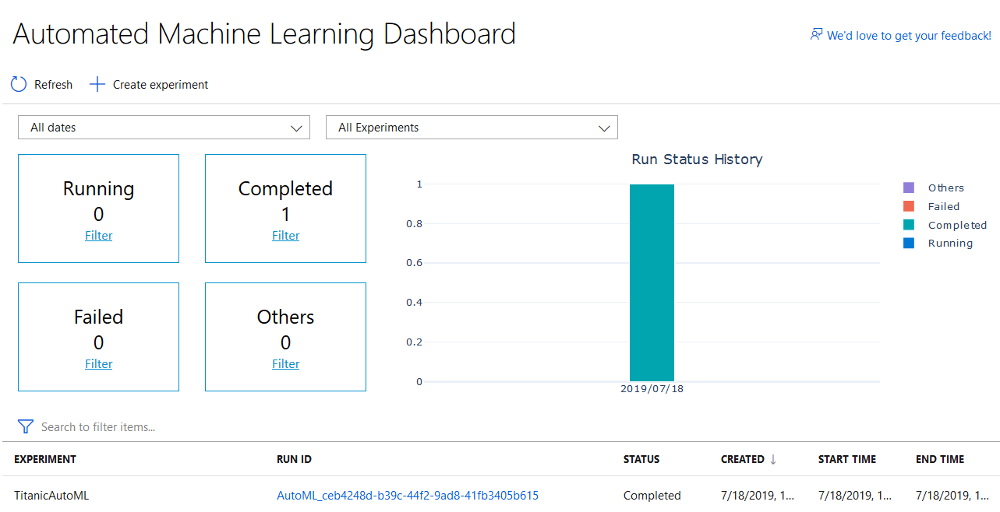 Automated Machine Learning Dashboard
We'd love to get your feedback!
Refresh
Create experiment
All dates
All Experiments
Running
0
Filter
Completed
1
Filter
Failed
0
Filter
Others
0
Filter
Run Status History
1
0.8
0.6
0.4
0.2
0
2019/07/18
Others
Failed
Completed
Running
Search to filter items...
EXPERIMENT RUN ID STATUS CREATED ↓ START TIME END TIME
TitanicAutoML AutoML_ceb4248d-b39c-44f2-9ad8-41fb3405b615 Completed 7/18/2019, 1... 7/18/2019, 1... 7/18/2019, 1...